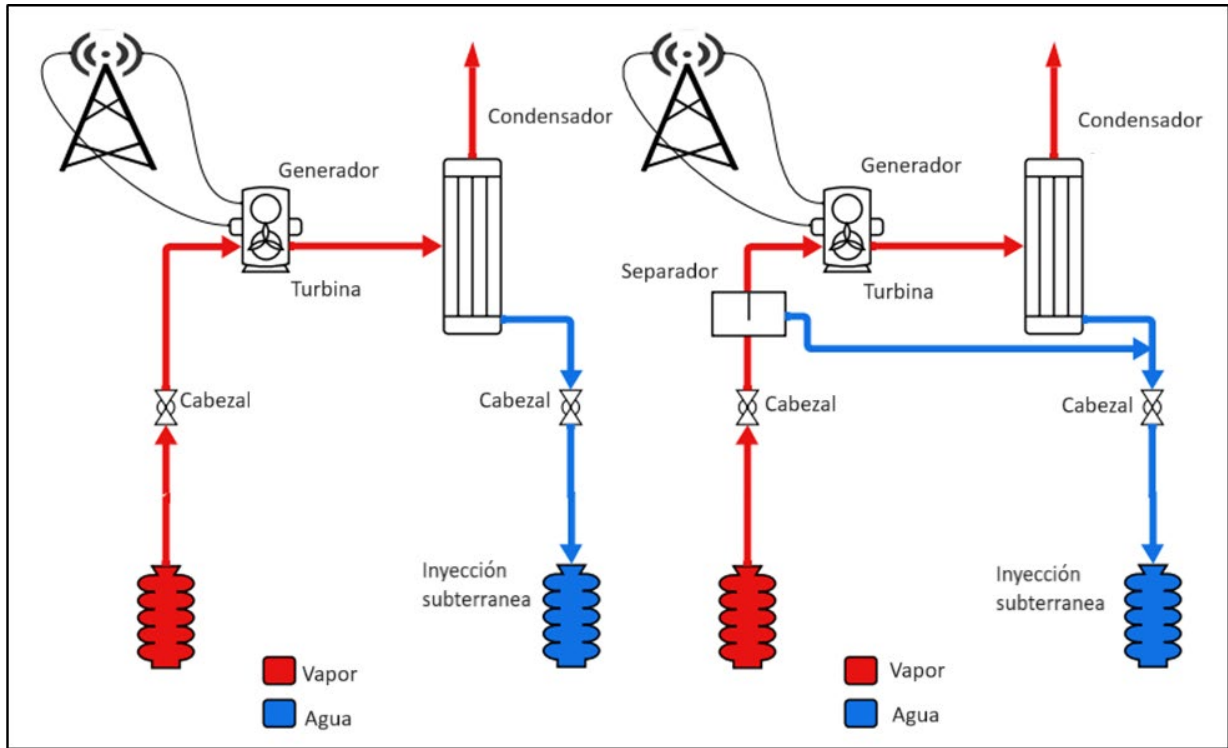 Condensador
Generador
Turbina
Cabezal
Cabezal
Inyección
subterranea
Vapor
Agua
Condensador
Generador
Separador
Turbina
Cabezal
Cabezal
Inyección
subterranea
Vapor
Agua